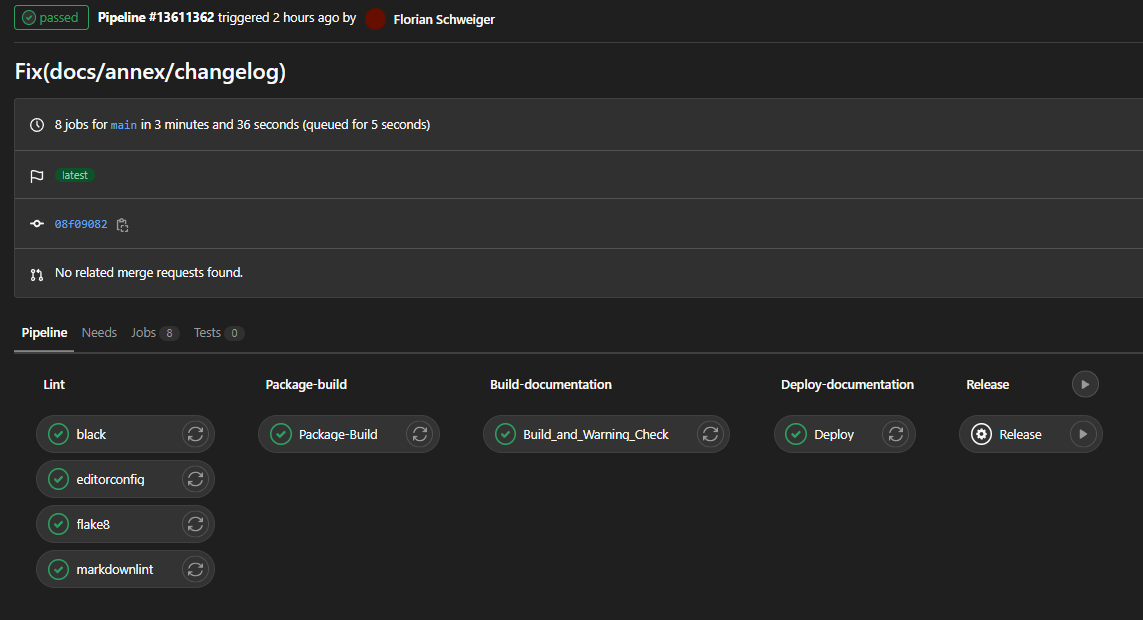 passed Pipeline #13611362 triggered 2 hours ago by Florian Schweiger
Fix(docs/annex/changelog)
8 jobs for main in 3 minutes and 36 seconds (queued for 5 seconds)
latest
08f09082
No related merge requests found.
Pipeline Needs Jobs 8 Tests 0
Lint Package-build Build-documentation Deploy-documentation Release
black Package-Build Build_and_Warning_Check Deploy Release
editorconfig
flake8
markdownlint